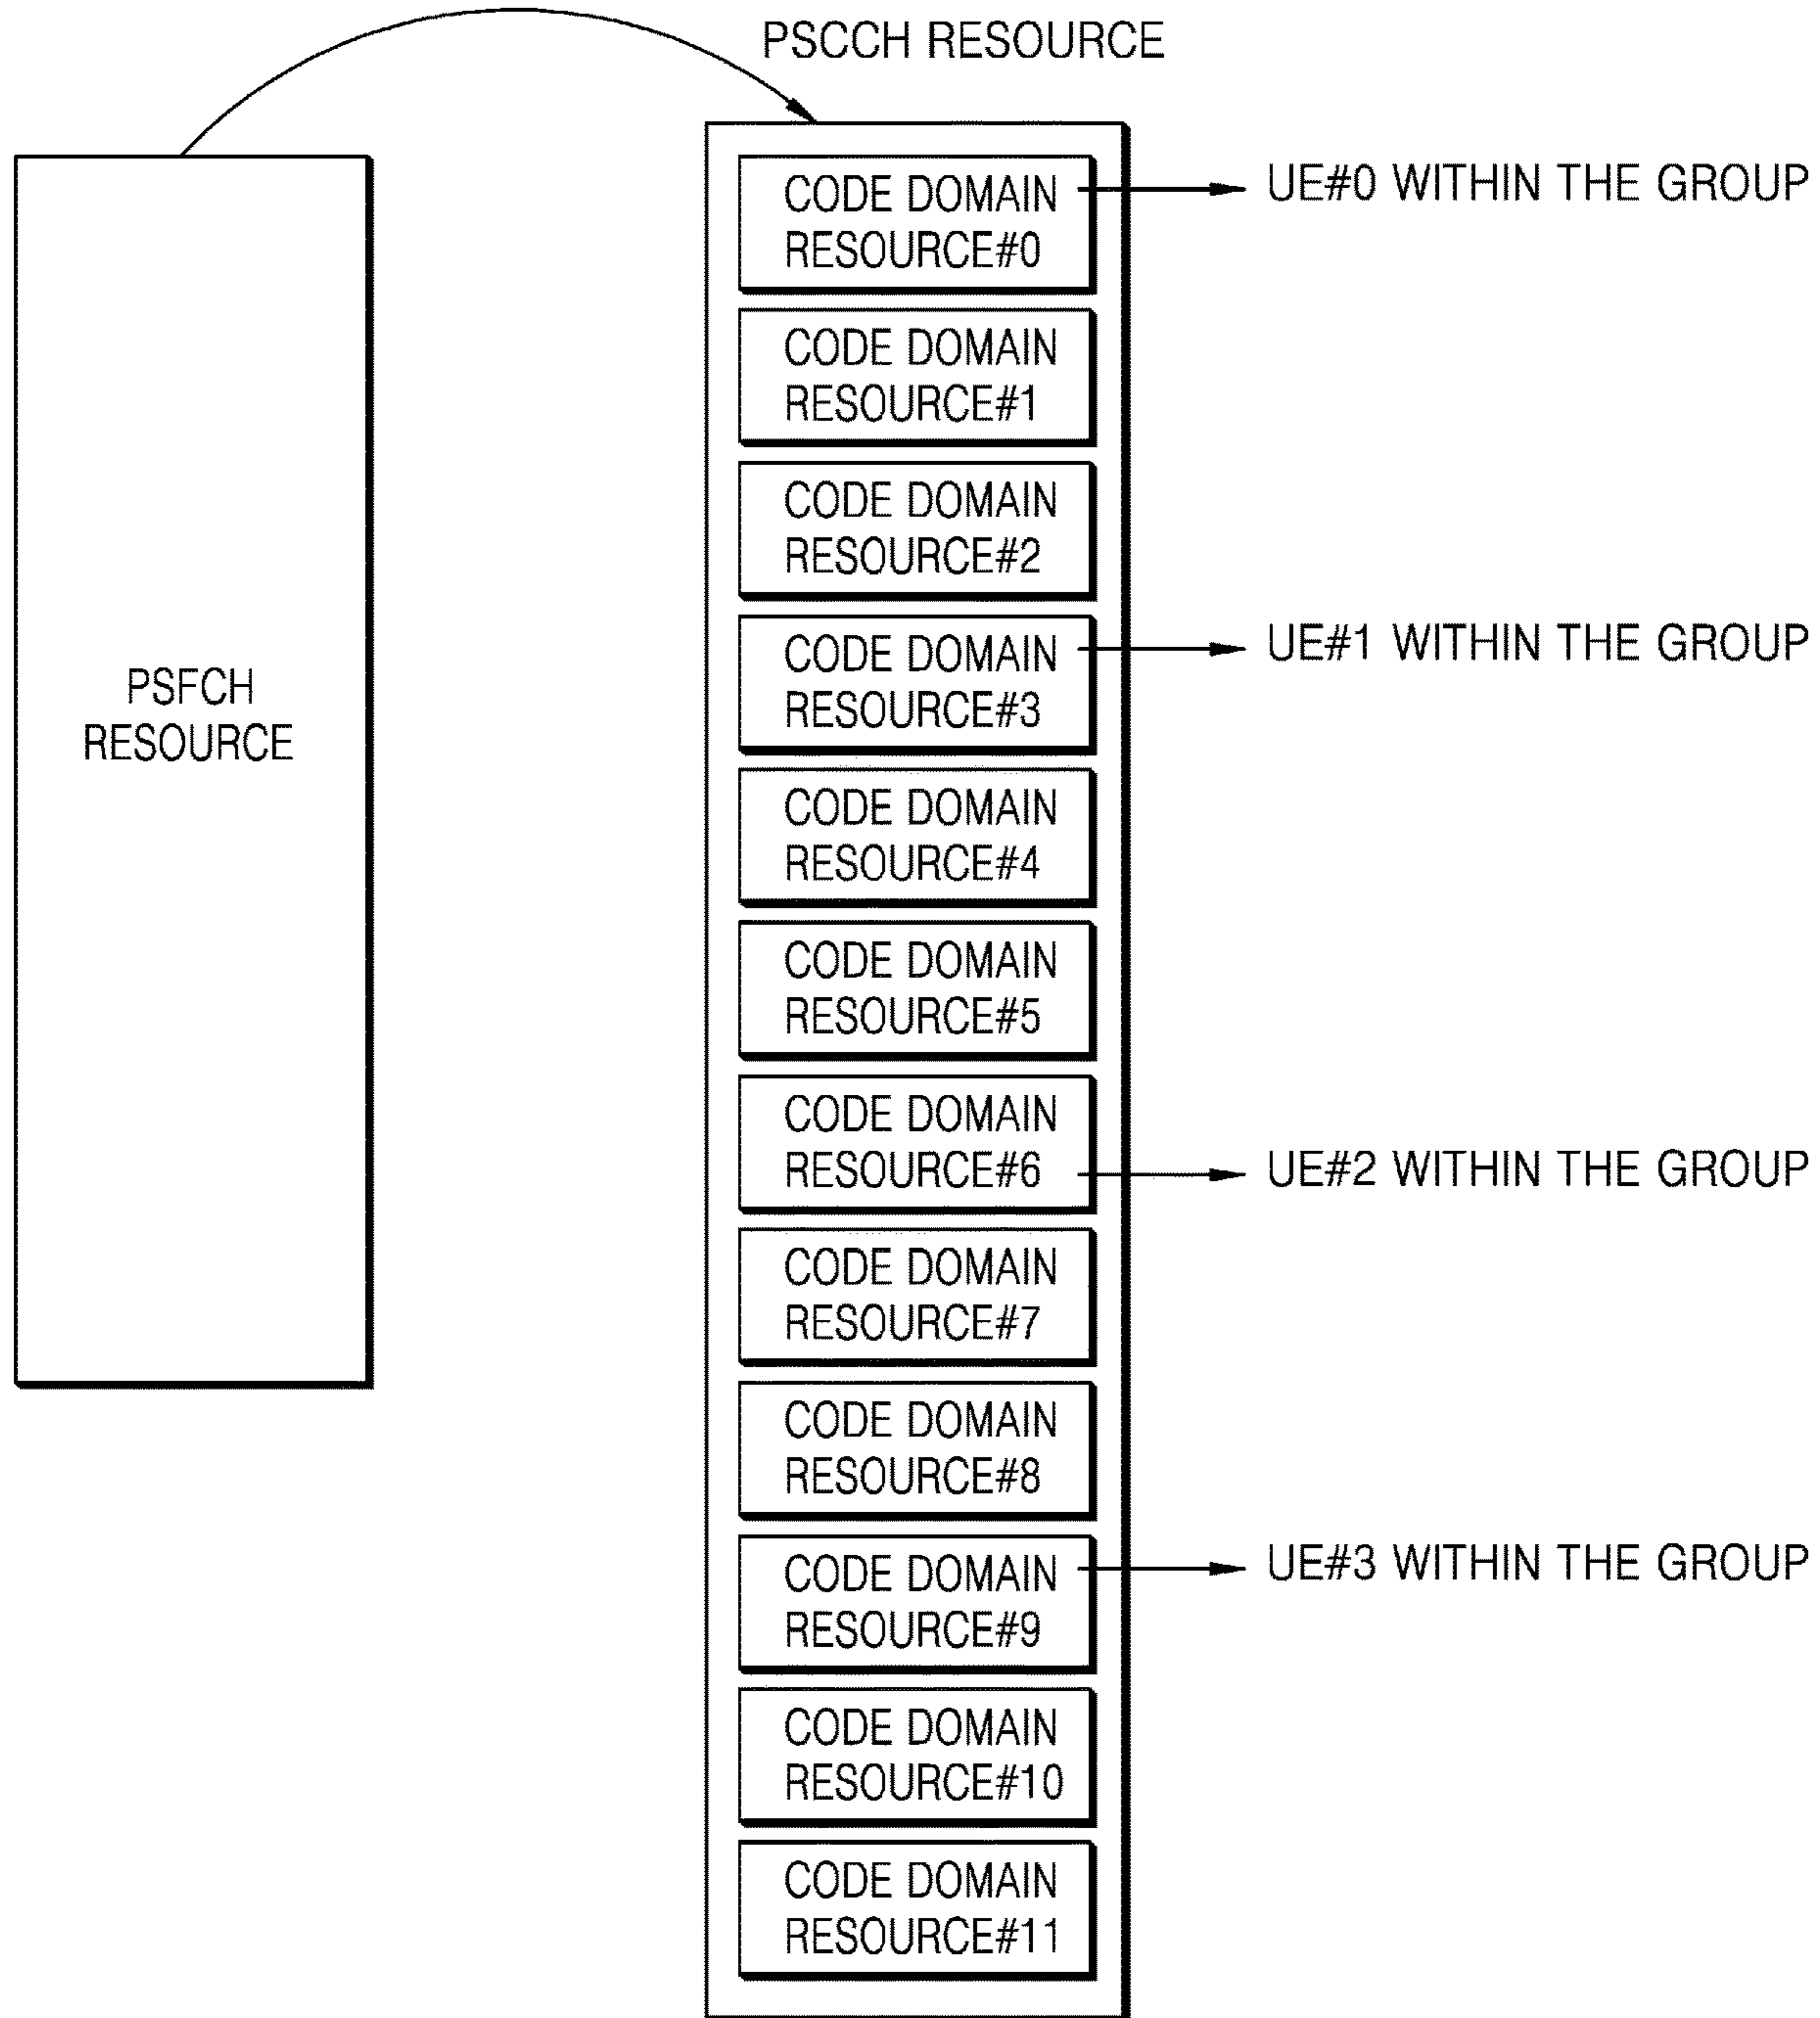 PSCCH RESOURCE
PSFCH
RESOURCE
CODE DOMAIN
RESOURCE#0
UE#0 WITHIN THE GROUP
CODE DOMAIN
RESOURCE#1
CODE DOMAIN
RESOURCE#2
CODE DOMAIN
RESOURCE#3
UE#1 WITHIN THE GROUP
CODE DOMAIN
RESOURCE#4
CODE DOMAIN
RESOURCE#5
CODE DOMAIN
RESOURCE#6
UE#2 WITHIN THE GROUP
CODE DOMAIN
RESOURCE#7
CODE DOMAIN
RESOURCE#8
CODE DOMAIN
RESOURCE#9
UE#3 WITHIN THE GROUP
CODE DOMAIN
RESOURCE#10
CODE DOMAIN
RESOURCE#11